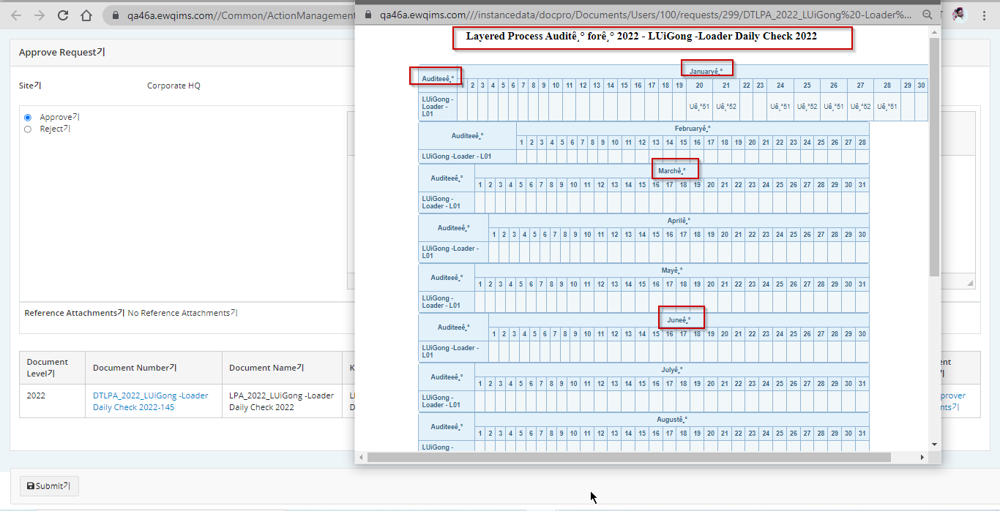 qa46a.ewqims.com//Common/ActionManagement
Approve Request기
Site기 Corporate HQ
Approve기
Reject기
Reference Attachments기 No Reference Attachments기
Document Level기 Document Number기 Document Name기
2022 DTLPA_2022_LUiGong -Loader Daily Check 2022-145 LPA_2022_LUiGong -Loader Daily Check 2022
Submit기
qa46a.ewqims.com///instancedata/docpro/Documents/Users/100/requests/299/DTLPA_2022_LUiGong%20-Loader%...
Layered Process Auditê¸° forê¸° 2022 - LUiGong -Loader Daily Check 2022
Auditeeê¸° Januaryê¸°
1 2 3 4 5 6 7 8 9 10 11 12 13 14 15 16 17 18 19 20 21 22 23 24 25 26 27 28 29 30
LUiGong -
Loader -
L01
Uê¸°51 Uê¸°52 Uê¸°51 Uê¸°52 Uê¸°51 Uê¸°52 Uê¸°51
Auditeeê¸° Februaryê¸°
1 2 3 4 5 6 7 8 9 10 11 12 13 14 15 16 17 18 19 20 21 22 23 24 25 26 27 28
LUiGong -Loader - L01
Auditeeê¸° Marchê¸°
1 2 3 4 5 6 7 8 9 10 11 12 13 14 15 16 17 18 19 20 21 22 23 24 25 26 27 28 29 30 31
LUiGong -
Loader - L01
Auditeeê¸° Aprilê¸°
1 2 3 4 5 6 7 8 9 10 11 12 13 14 15 16 17 18 19 20 21 22 23 24 25 26 27 28 29 30
LUiGong -Loader -
L01
Auditeeê¸° Mayê¸°
1 2 3 4 5 6 7 8 9 10 11 12 13 14 15 16 17 18 19 20 21 22 23 24 25 26 27 28 29 30 31
LUiGong -
Loader - L01
Auditeeê¸° Juneê¸°
1 2 3 4 5 6 7 8 9 10 11 12 13 14 15 16 17 18 19 20 21 22 23 24 25 26 27 28 29 30
LUiGong -Loader -
L01
Auditeeê¸° Julyê¸°
1 2 3 4 5 6 7 8 9 10 11 12 13 14 15 16 17 18 19 20 21 22 23 24 25 26 27 28 29 30 31
LUiGong -
Loader - L01
Auditeeê¸° Augustê¸°
1 2 3 4 5 6 7 8 9 10 11 12 13 14 15 16 17 18 19 20 21 22 23 24 25 26 27 28 29 30 31
LUiGong -